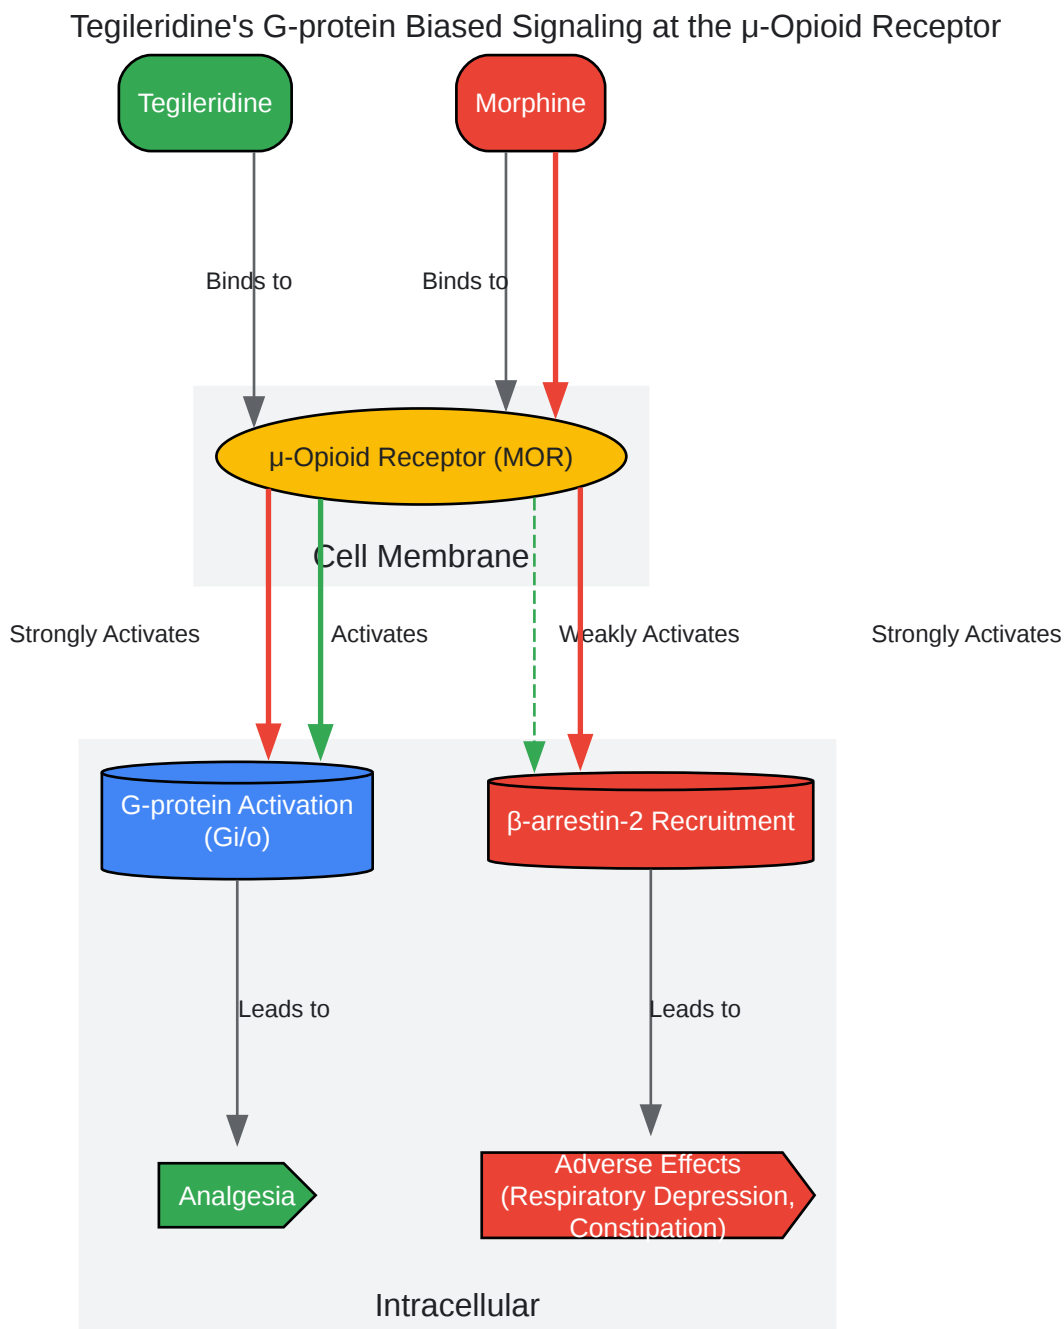 Tegileridine's G-protein Biased Signaling at the μ-Opioid Receptor
Tegileridine
Morphine
Binds to
Binds to
μ-Opioid Receptor (MOR)
Cell Membrane
Strongly Activates
Activates
Weakly Activates
Strongly Activates
G-protein Activation
(Gi/o)
β-arrestin-2 Recruitment
Leads to
Leads to
Analgesia
Adverse Effects
(Respiratory Depression,
Constipation)
Intracellular